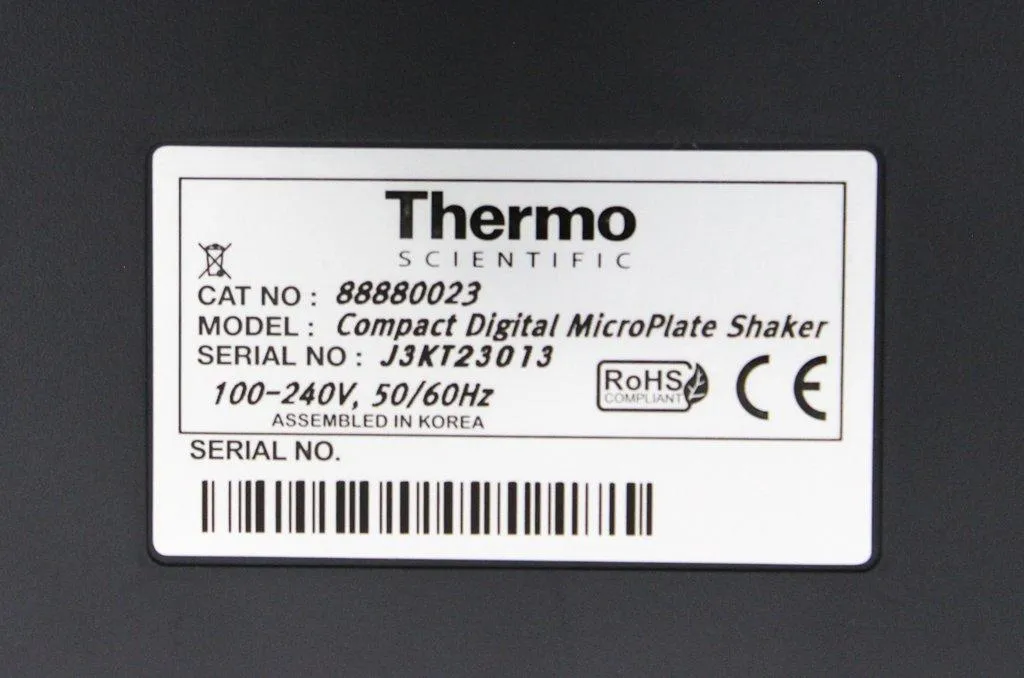 Thermo
SCIENTIFIC
CAT NO : 88880023
MODEL : Compact Digital MicroPlate Shaker
SERIAL NO : J3KT23013
100-240V, 50/60Hz
RoHS
COMPLIANT
CE
ASSEMBLED IN KOREA
SERIAL NO.